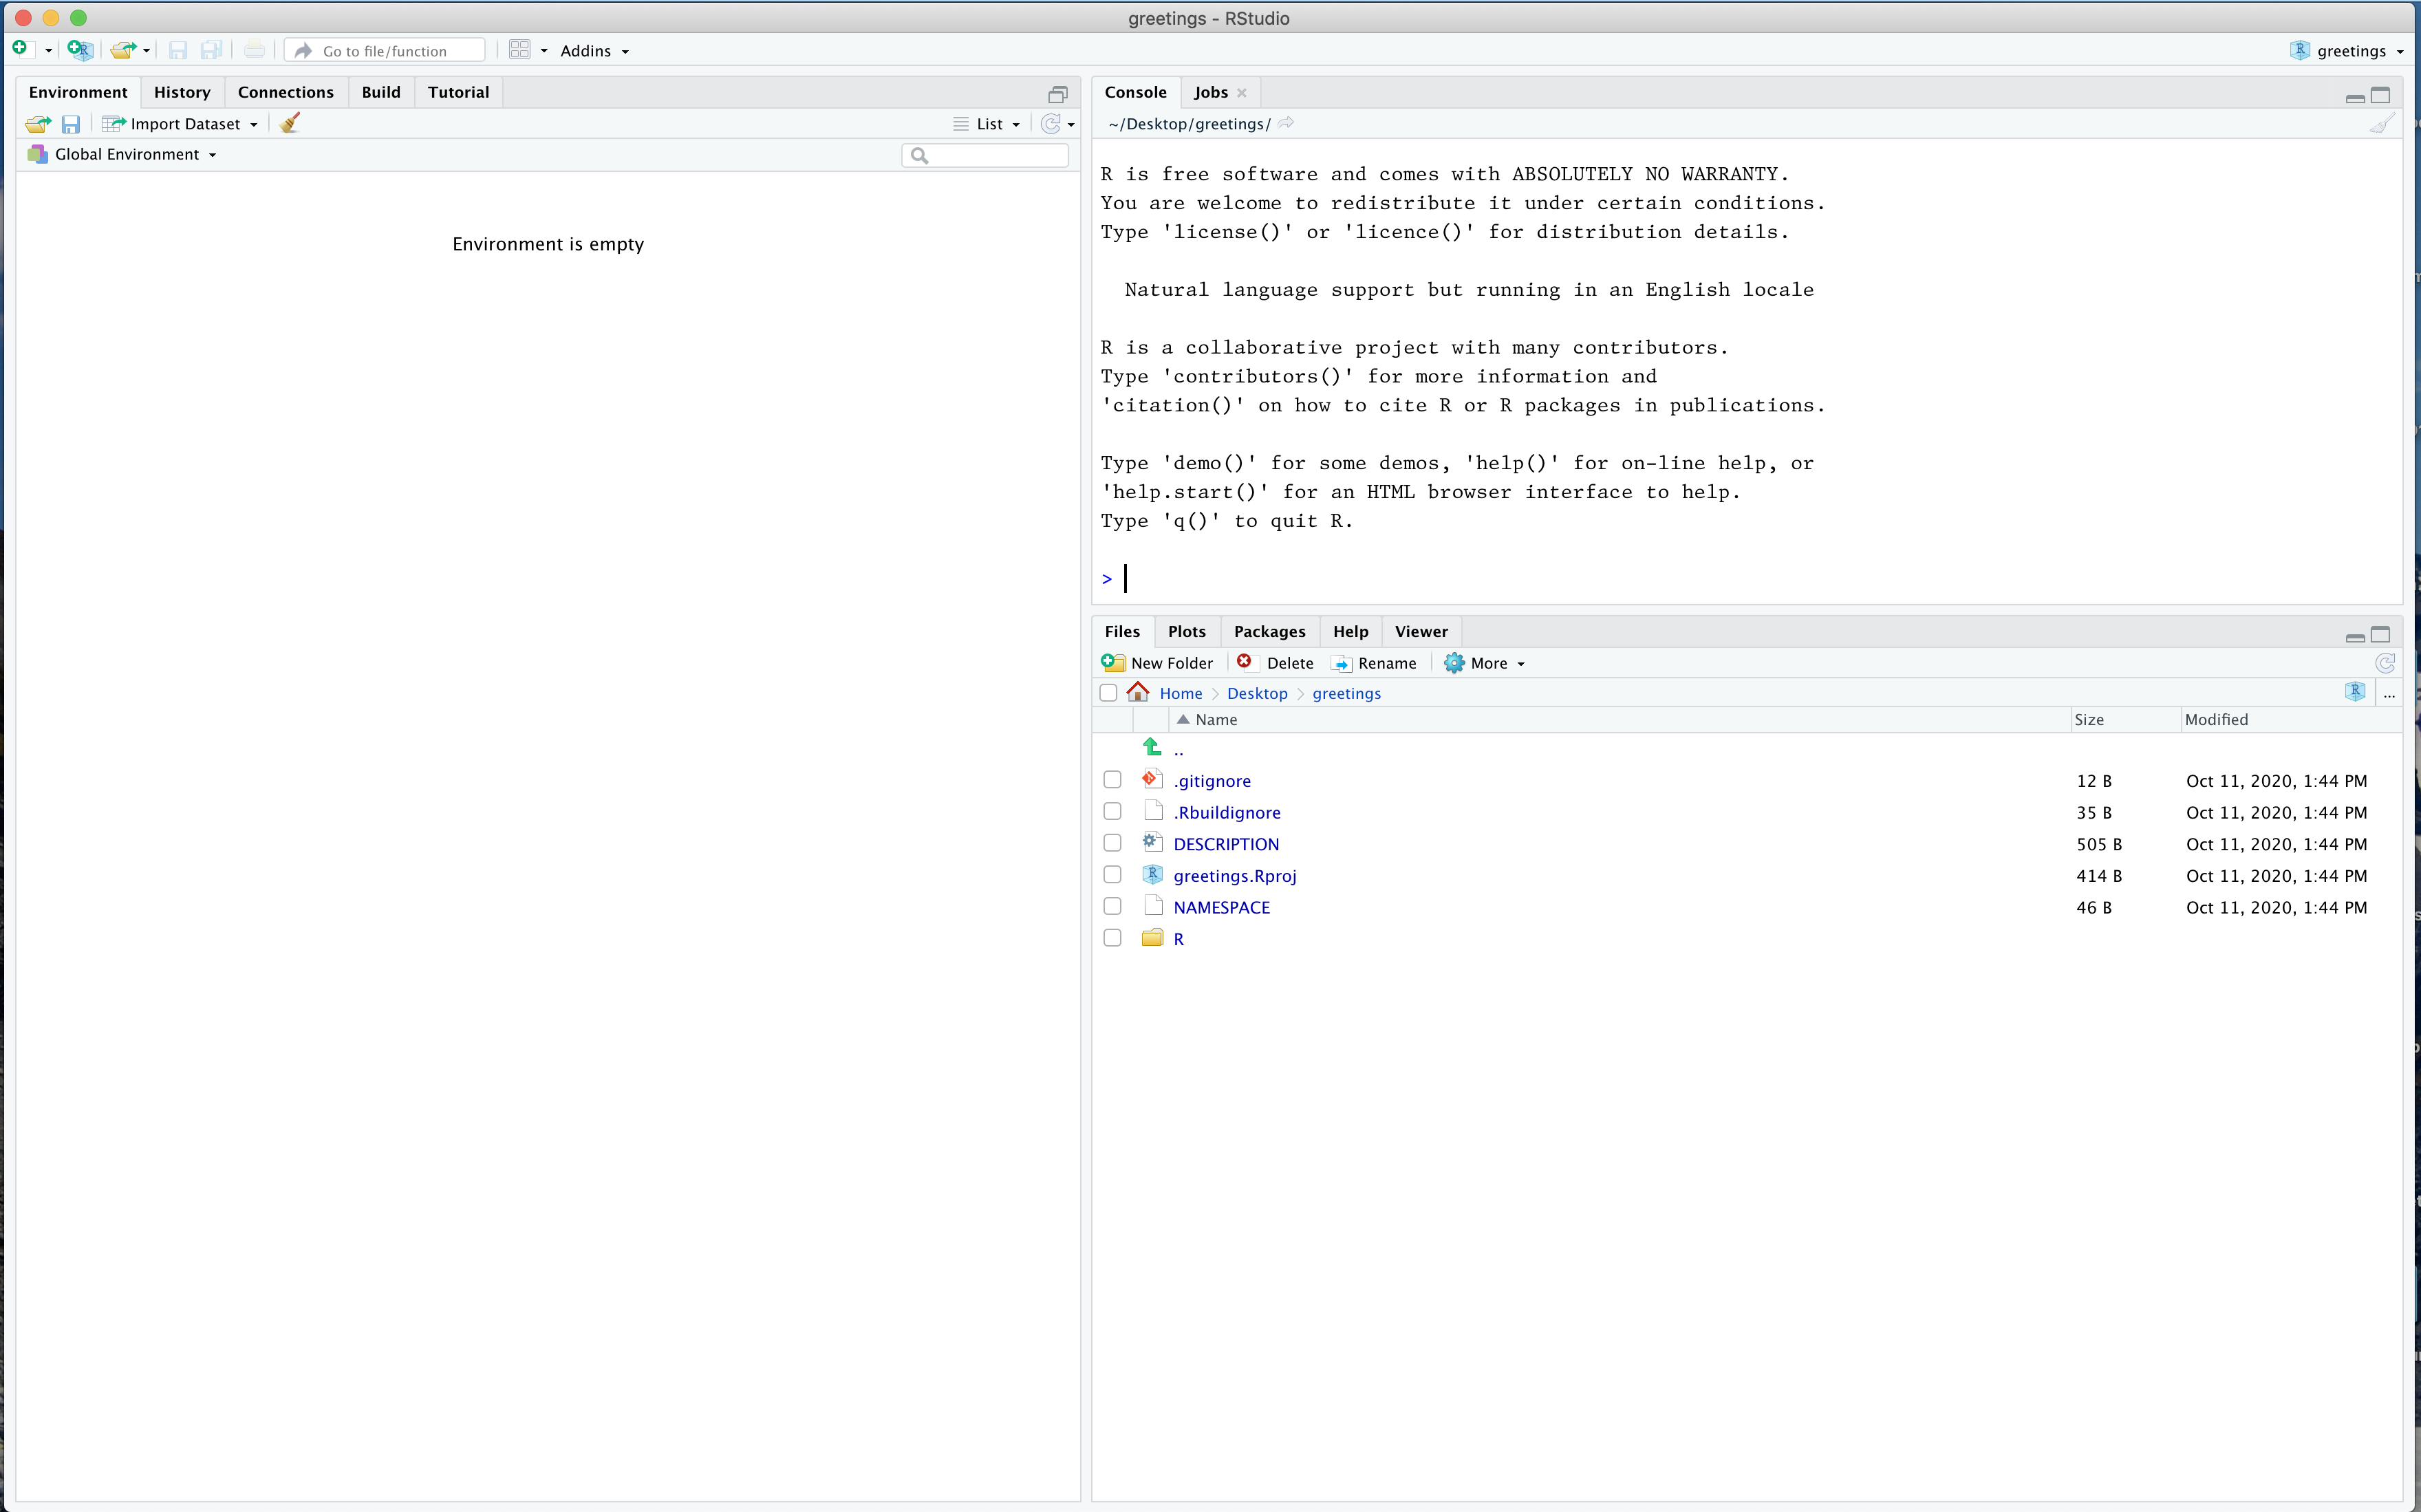 greetings - RStudio
Go to file/function
Addins
greetings
Environment History Connections Build Tutorial
Import Dataset
List
Global Environment
Environment is empty
Console Jobs
~/Desktop/greetings/
R is free software and comes with ABSOLUTELY NO WARRANTY.
You are welcome to redistribute it under certain conditions.
Type 'license()' or 'licence()' for distribution details.
Natural language support but running in an English locale
R is a collaborative project with many contributors.
Type 'contributors()' for more information and
'citation()' on how to cite R or R packages in publications.
Type 'demo()' for some demos, 'help()' for on-line help, or
'help.start()' for an HTML browser interface to help.
Type 'q()' to quit R.
>
Files Plots Packages Help Viewer
New Folder Delete Rename More
Home Desktop greetings ...
Name Size Modified
..
.gitignore 12 B Oct 11, 2020, 1:44 PM
.Rbuildignore 35 B Oct 11, 2020, 1:44 PM
DESCRIPTION 505 B Oct 11, 2020, 1:44 PM
greetings.Rproj 414 B Oct 11, 2020, 1:44 PM
NAMESPACE 46 B Oct 11, 2020, 1:44 PM
R